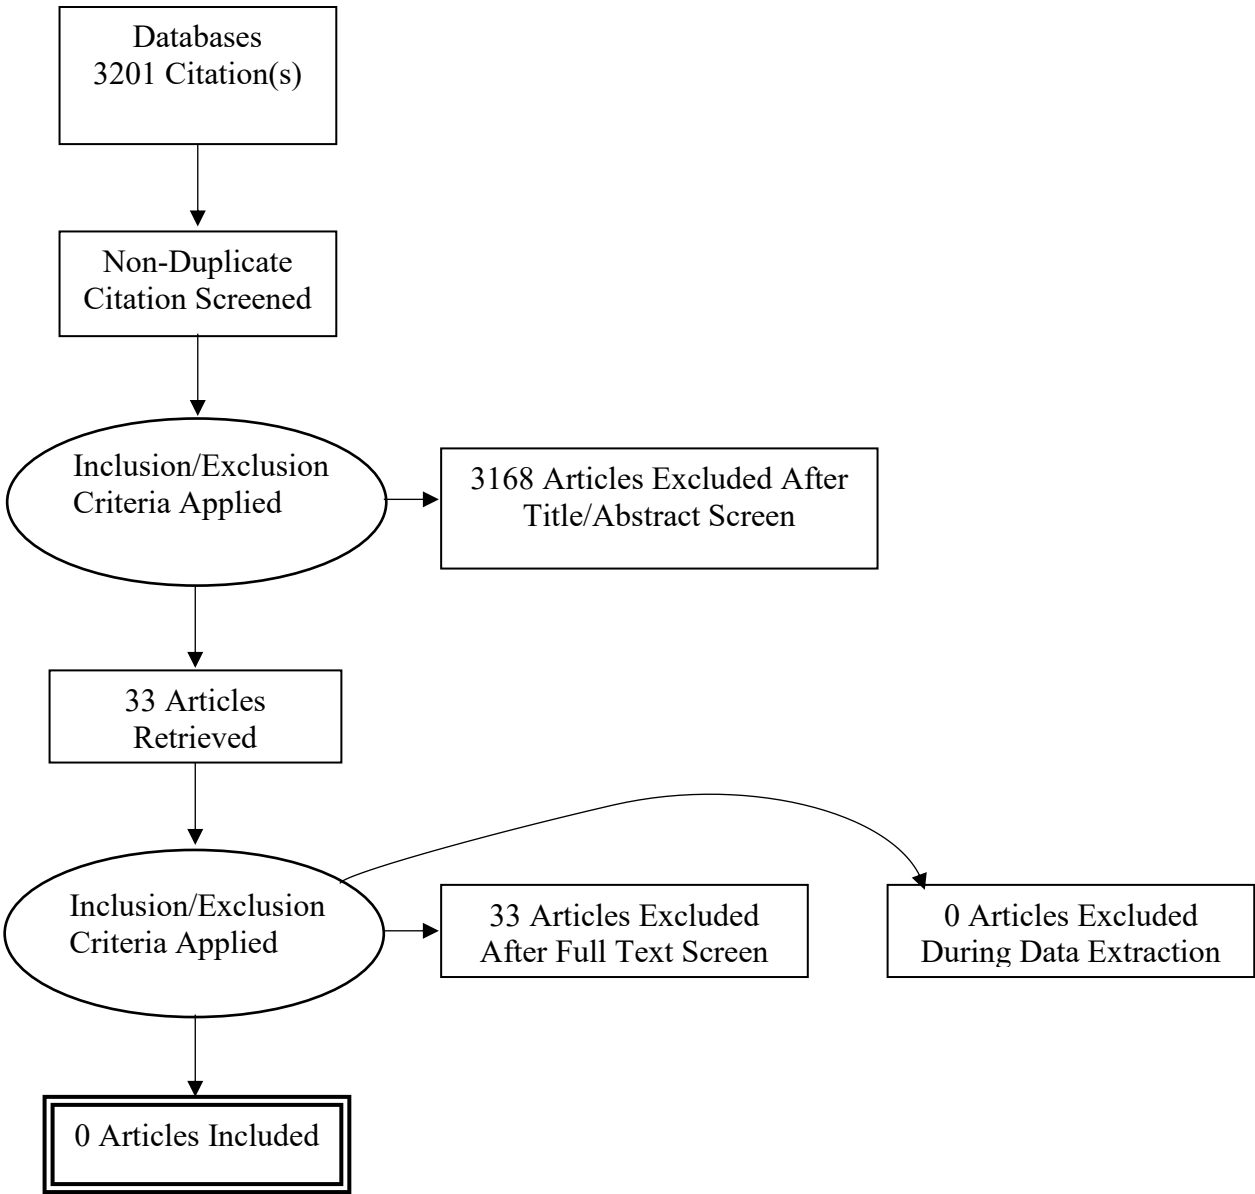 Databases
3201 Citation(s)
Non-Duplicate
Citation Screened
Inclusion/Exclusion
Criteria Applied
3168 Articles Excluded After
Title/Abstract Screen
33 Articles
Retrieved
Inclusion/Exclusion
Criteria Applied
33 Articles Excluded
After Full Text Screen
0 Articles Excluded
During Data Extraction
0 Articles Included